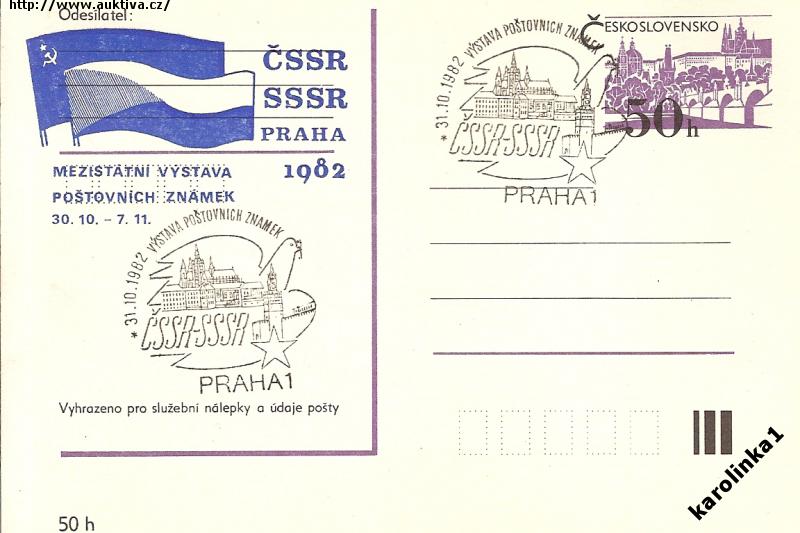 http://www.auktiva.cz/
Odesílatel:
ČSSR
SSSR
PRAHA
1982
MEZISTÁTNÍ VÝSTAVA
POŠTOVNÍCH ZNÁMEK
30. 10. – 7. 11.
* 31.10.1982 VÝSTAVA POŠTOVNÍCH ZNÁMEK
ČSSR-SSSR
PRAHA 1
Vyhrazeno pro služební nálepky a údaje pošty
50 h
* 31.10.1982 VÝSTAVA POŠTOVNÍCH ZNÁMEK
ČSSR-SSSR
PRAHA 1
ČESKOSLOVENSKO
50h
karolinka1